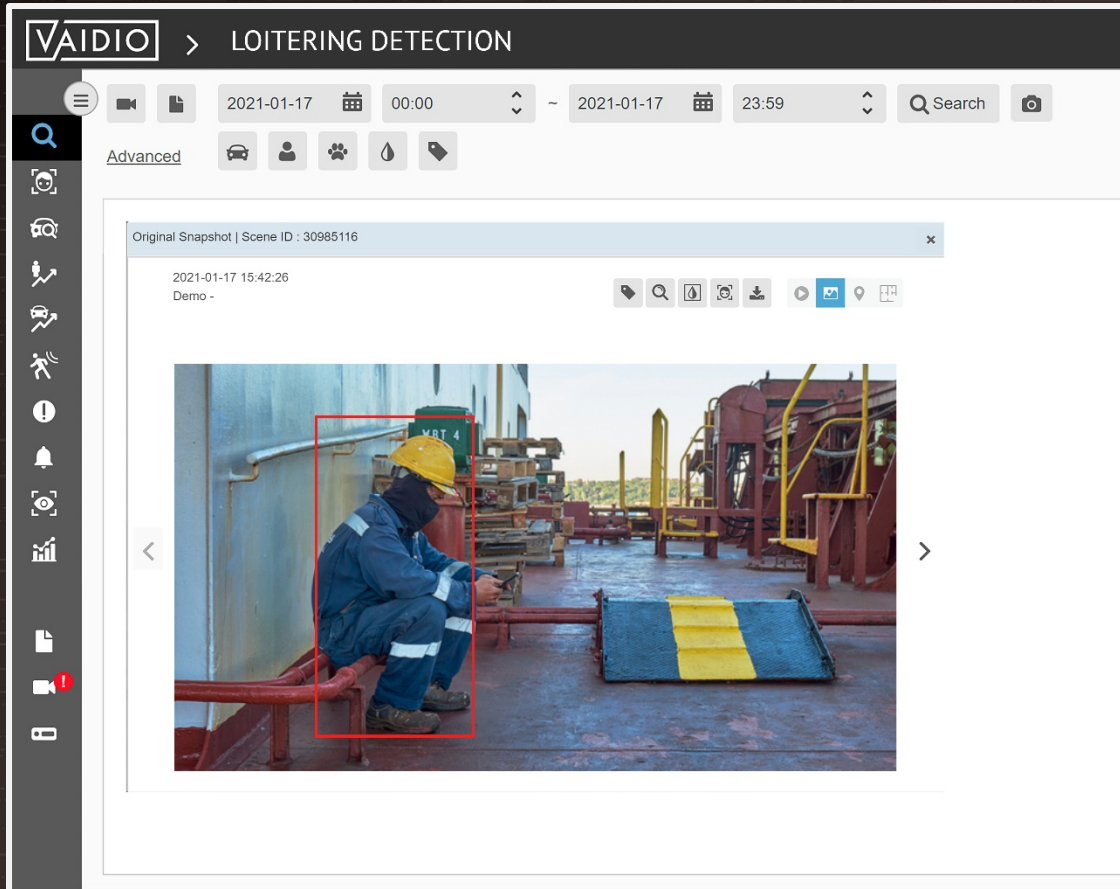 VAIDIO > LOITERING DETECTION
2021-01-17 00:00 ~ 2021-01-17 23:59 Search
Advanced
Original Snapshot | Scene ID : 30985116 ×
2021-01-17 15:42:26
Demo -
WBT 4